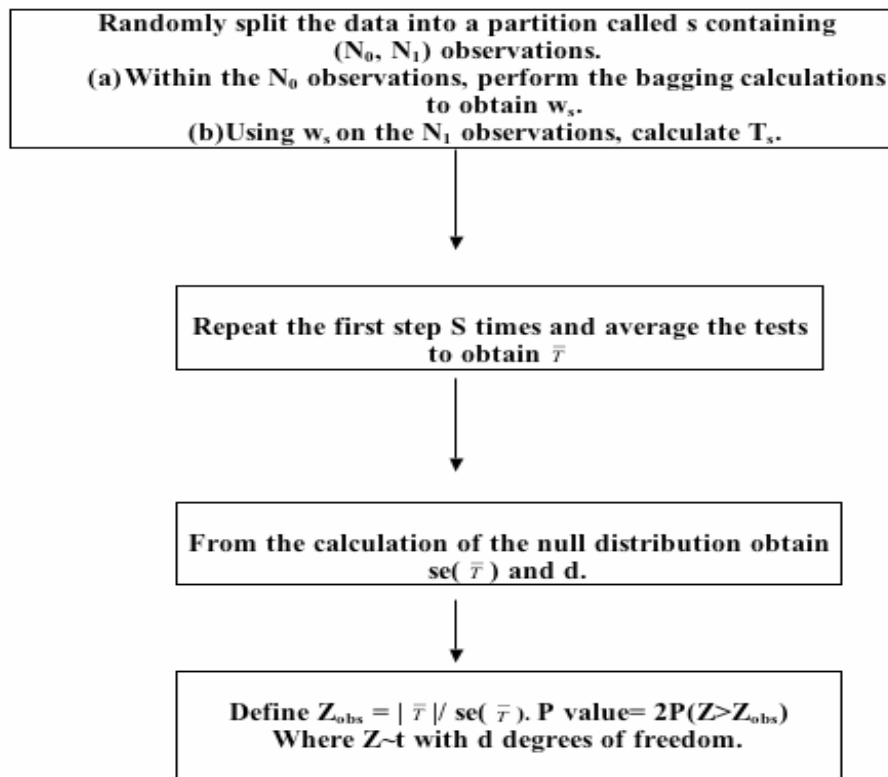 Randomly split the data into a partition called s containing
(N₀, N₁) observations.
(a)Within the N₀ observations, perform the bagging calculations
to obtain wₛ.
(b)Using wₛ on the N₁ observations, calculate Tₛ.
Repeat the first step S times and average the tests
to obtain T̄
From the calculation of the null distribution obtain
se( T̄ ) and d.
Define Z_obs = | T̄ |/ se( T̄ ). P value= 2P(Z>Z_obs)
Where Z~t with d degrees of freedom.